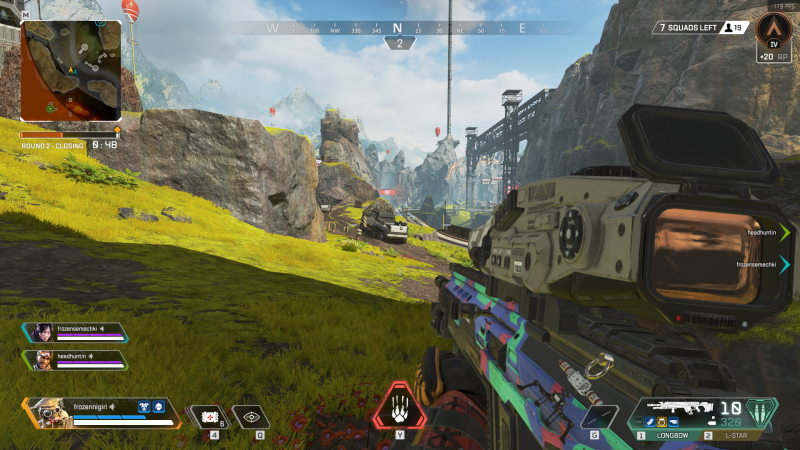 M
119 FPS
W 300 NW 330 345 N 15 30 NE 60 75 E 105
2
7 SQUADS LEFT 19
IV
+20 RP
ROUND 2 - CLOSING 0:48
headhuntin
frozensemechki
frozensemechki
headhuntin
frozennigiri
6
4 Q Y G
10
320
1 LONGBOW 2 L-STAR